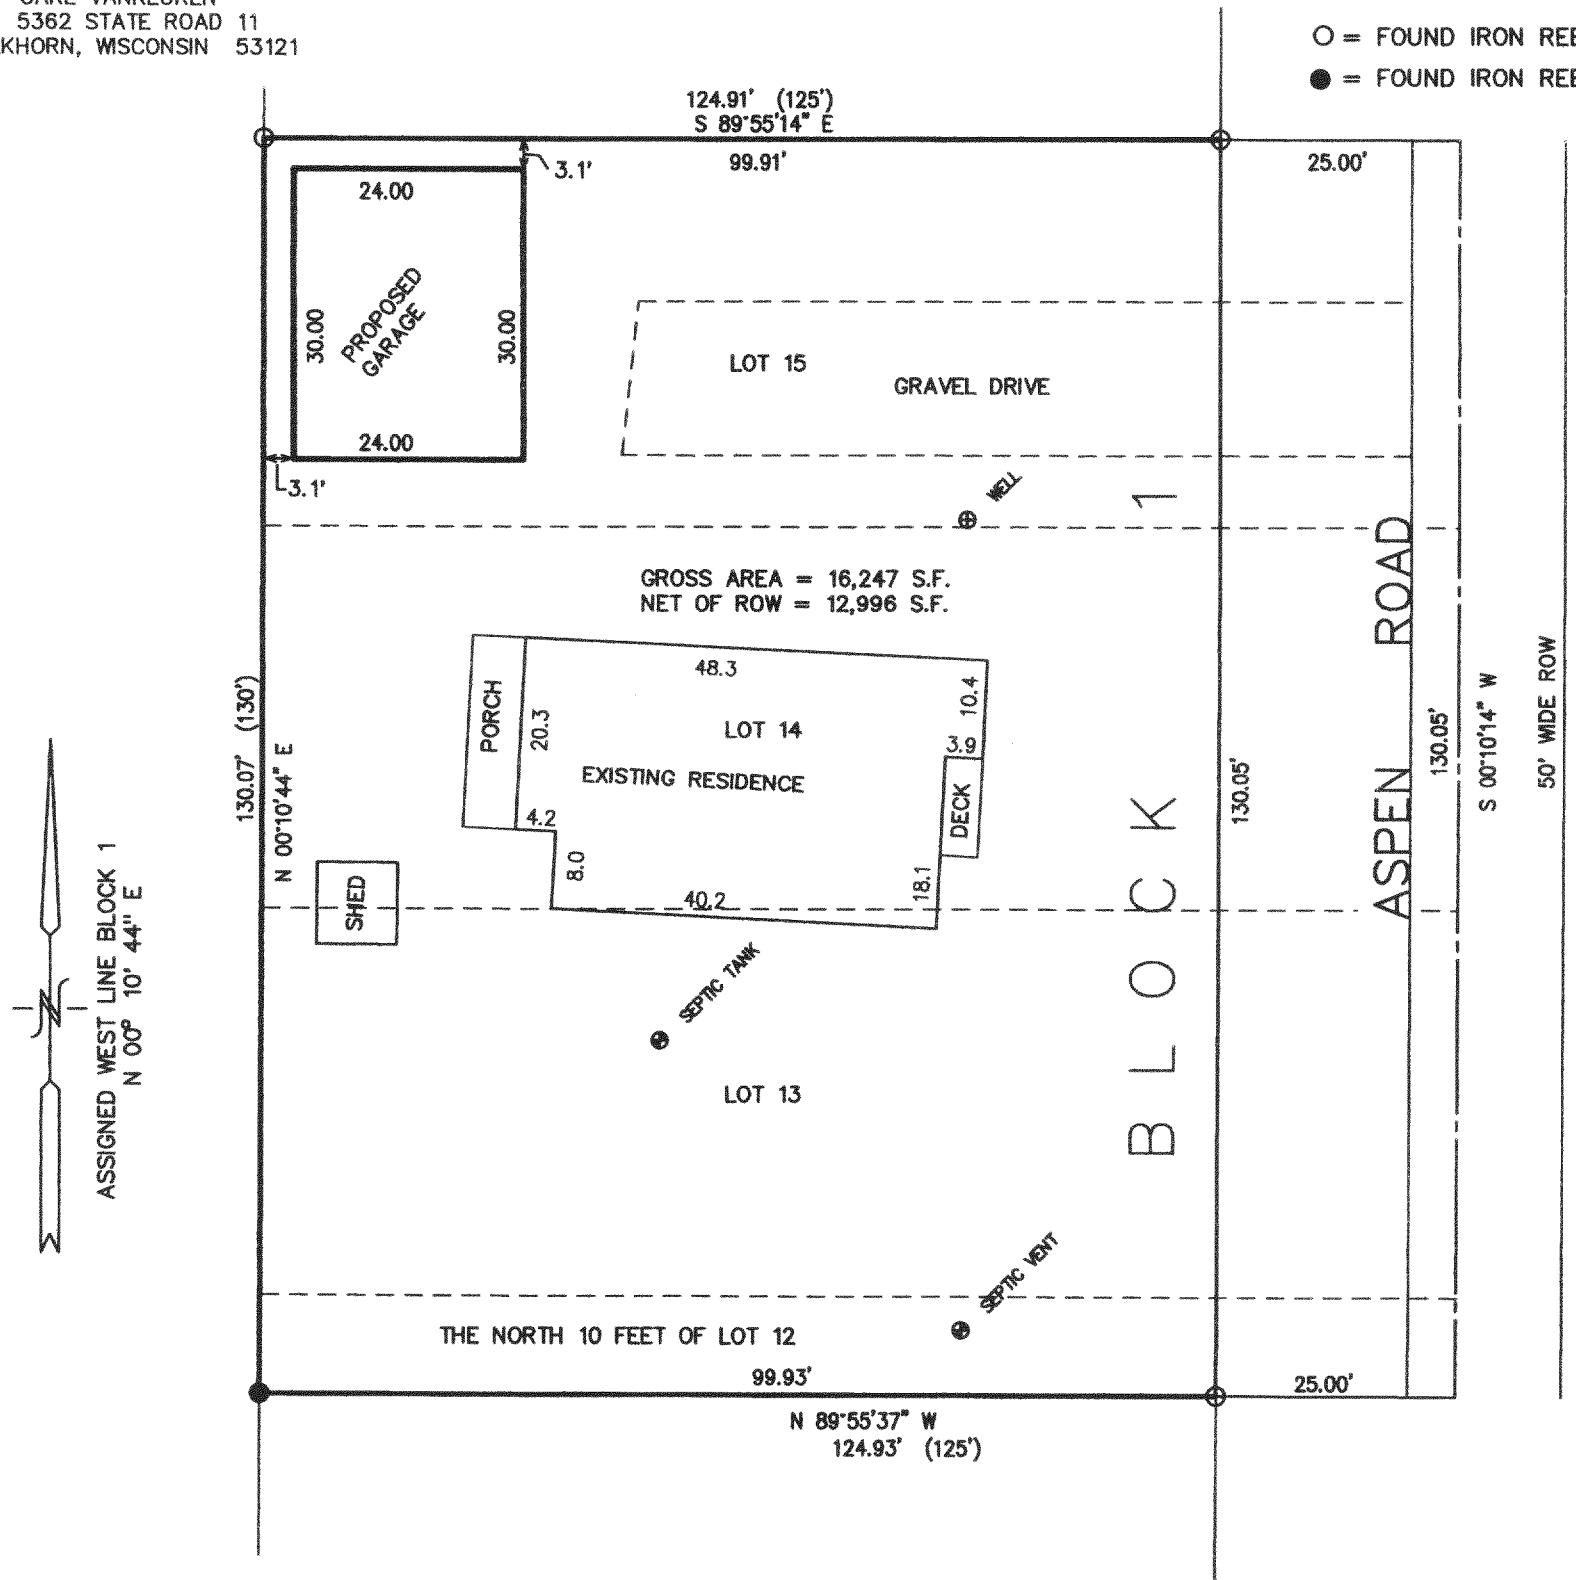 5362 STATE ROAD 11
KHORN, WISCONSIN 53121
○ = FOUND IRON
● = FOUND IRON
124.91' (125')
S 89°55'14" E
99.91'
25.00'
3.1'
24.00
30.00
PROPOSED
GARAGE
30.00
24.00
3.1'
LOT 15
GRAVEL DRIVE
WELL
GROSS AREA = 16,247 S.F.
NET OF ROW = 12,996 S.F.
130.07' (130')
N 00°10'44" E
PORCH
48.3
20.3
10.4
LOT 14
EXISTING RESIDENCE
3.9
DECK
4.2
8.0
40.2
18.1
SHED
BLOCK 1
130.05'
ASPEN ROAD
130.05'
S 00°10'14" W
50' WIDE ROW
N
ASSIGNED WEST LINE BLOCK 1
N 00° 10' 44" E
SEPTIC TANK
LOT 13
SEPTIC VENT
THE NORTH 10 FEET OF LOT 12
99.93'
25.00'
N 89°55'37" W
124.93' (125')